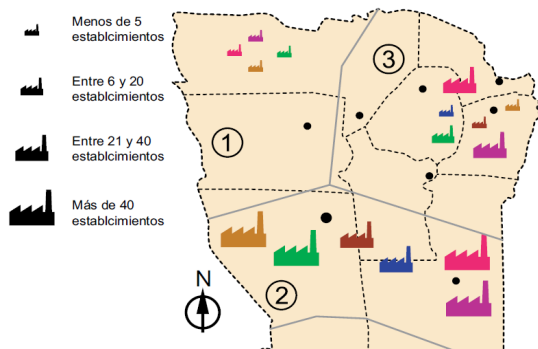 Menos de 5
establcimientos
Entre 6 y 20
establcimientos
Entre 21 y 40
establcimientos
Más de 40
establcimientos
N
1
2
3